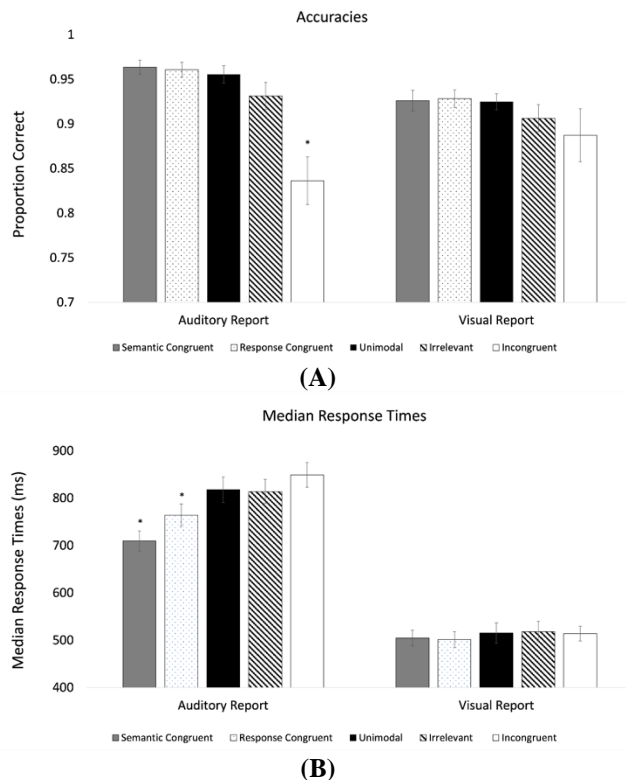 Accuracies
Proportion Correct
1
0.95
0.9
0.85
0.8
0.75
0.7
*
Auditory Report Visual Report
Semantic Congruent Response Congruent Unimodal Irrelevant Incongruent
(A)
Median Response Times
Median Response Times (ms)
900
800
700
600
500
400
* *
Auditory Report Visual Report
Semantic Congruent Response Congruent Unimodal Irrelevant Incongruent
(B)